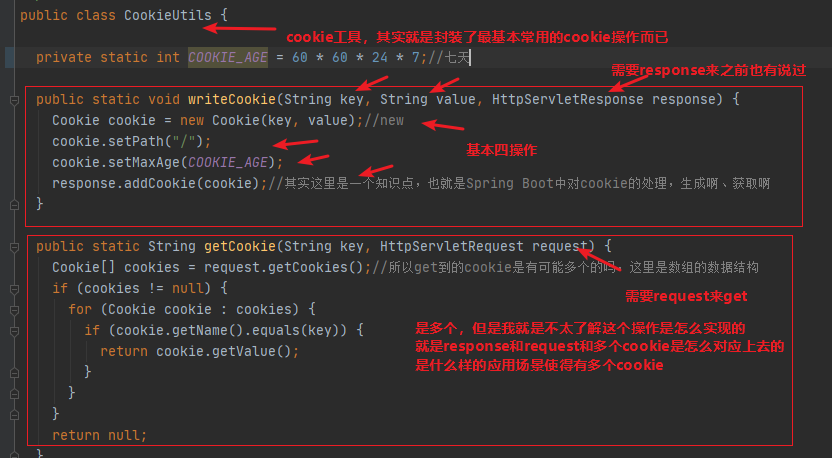 public class CookieUtils {
cookie工具，其实就是封装了最基本常用的cookie操作而已
private static int COOKIE_AGE = 60 * 60 * 24 * 7;//七天
需要response来之前也有说过
public static void writeCookie(String key, String value, HttpServletResponse response) {
Cookie cookie = new Cookie(key, value);//new
cookie.setPath("/");
基本四操作
cookie.setMaxAge(COOKIE_AGE);
response.addCookie(cookie);//其实这里是一个知识点，也就是Spring Boot中对cookie的处理，生成啊、获取啊
}
public static String getCookie(String key, HttpServletRequest request) {
Cookie[] cookies = request.getCookies();//所以get到的cookie是有可能多个的吗，这里是数组的数据结构
if (cookies != null) {
需要request来get
for (Cookie cookie : cookies) {
if (cookie.getName().equals(key)) {
是多个，但是我就是不太了解这个操作是怎么实现的
return cookie.getValue();
就是response和request和多个cookie是怎么对应上去的
}
是什么样的应用场景使得有多个cookie
}
}
return null;
}